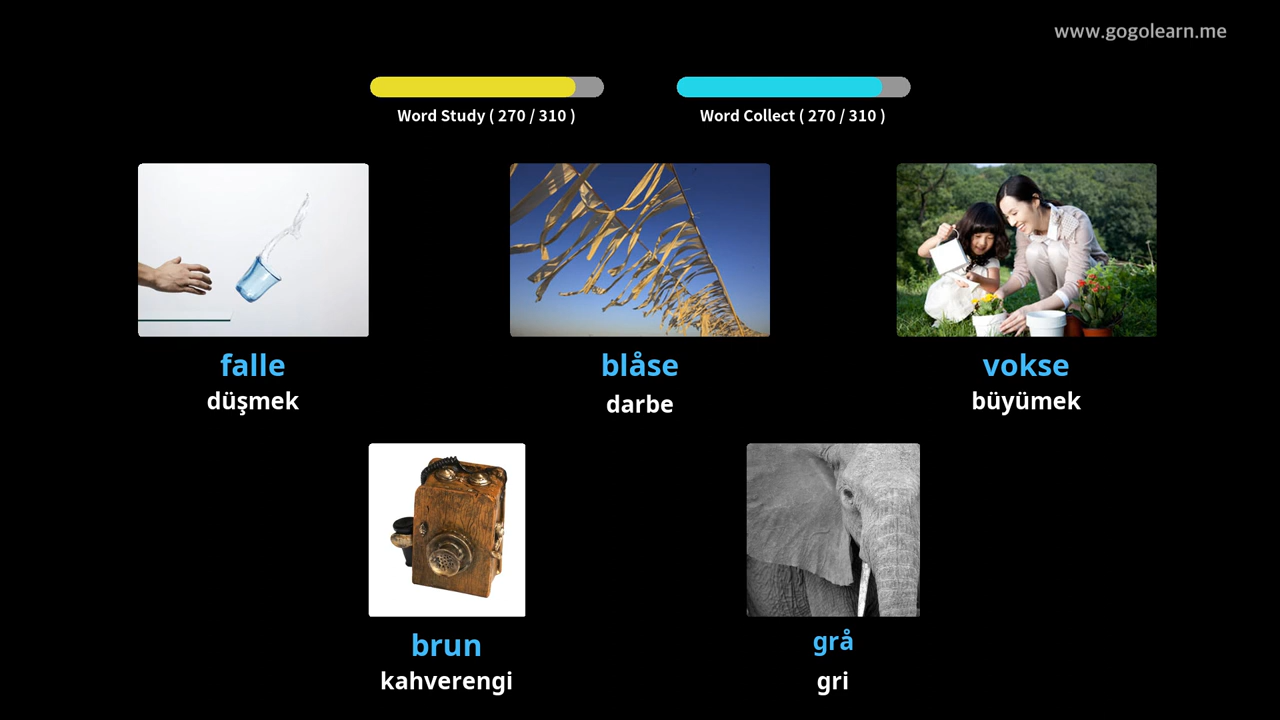 www.gogolearn.me
Word Study ( 270 / 310 )
Word Collect ( 270 / 310 )
falle
düşmek
blåse
darbe
vokse
büyümek
brun
kahverengi
grå
gri